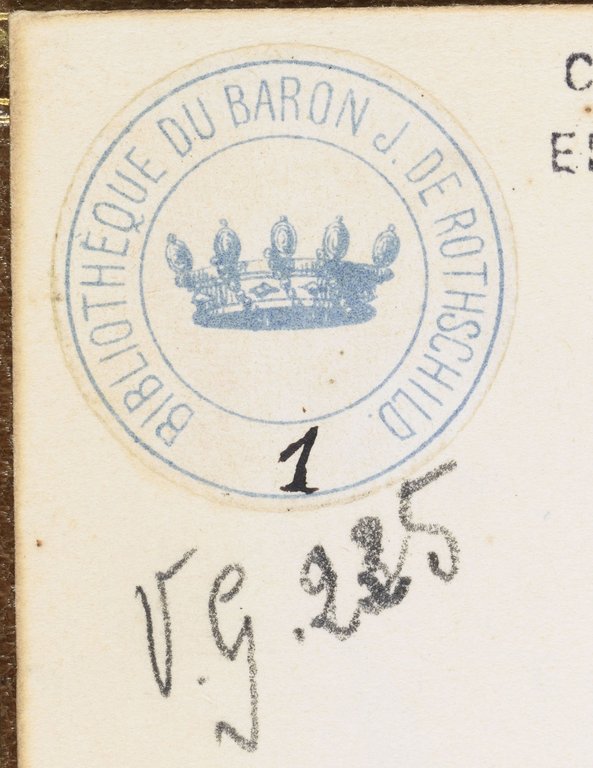 BIBLIOTHÈQUE DU BARON J. DE ROTHSCHILD.
1
V.G.225
C